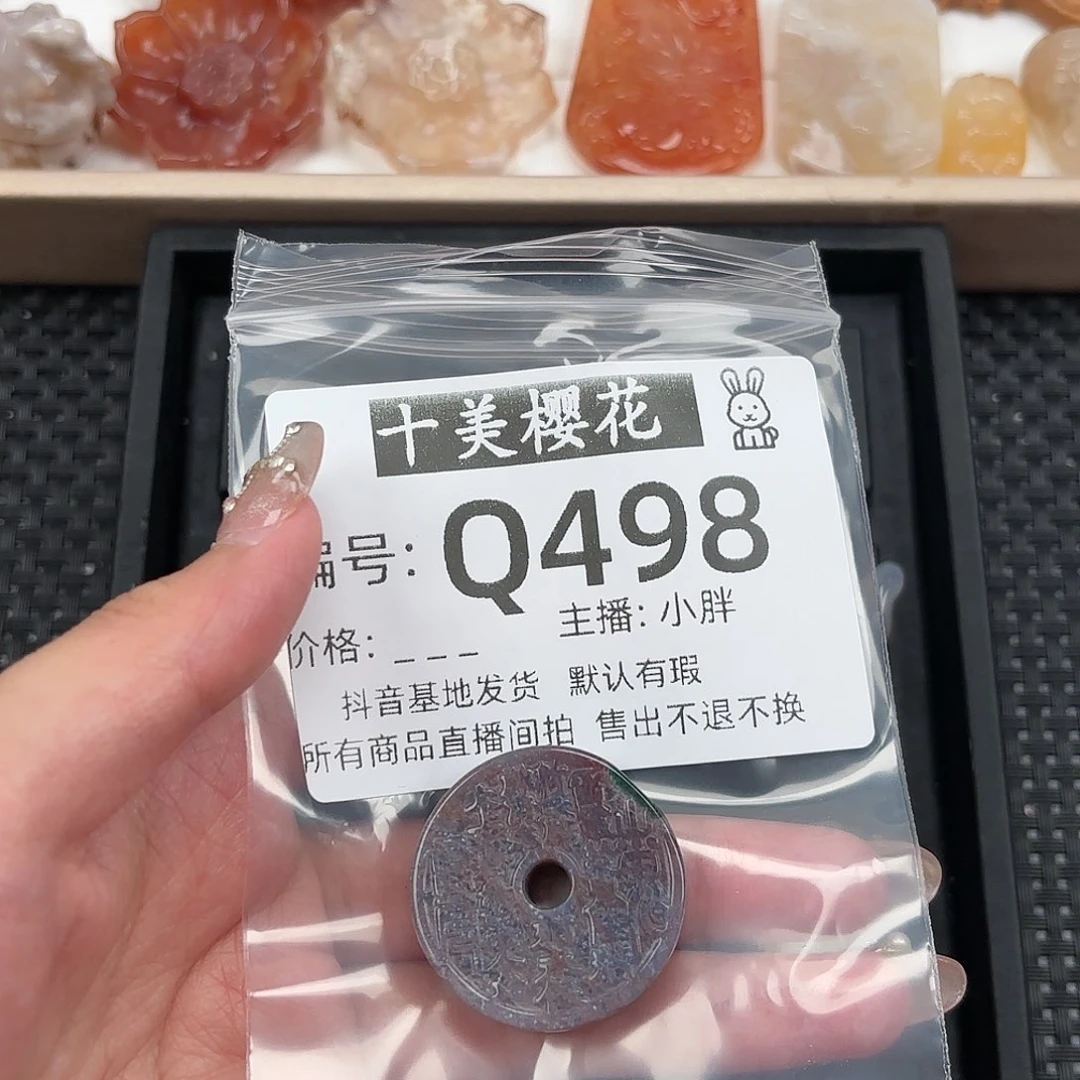 十美樱花
编号: Q498
价格: _ _ _ 主播: 小胖
抖音基地发货 默认有瑕
所有商品直播间拍 售出不退不换